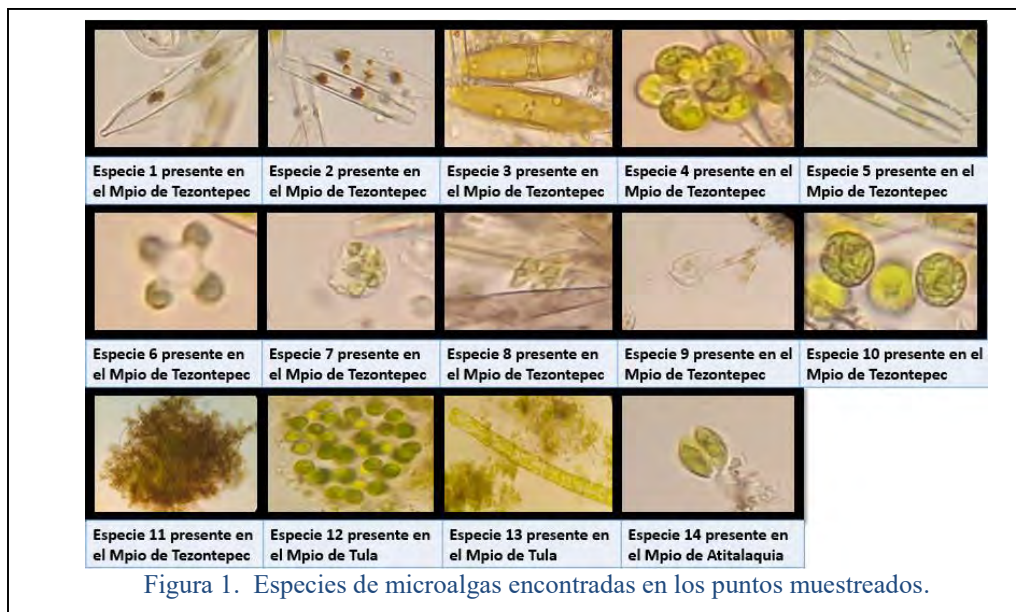 Especie 1 presente en
el Mpio de Tezontepec
Especie 2 presente en
el Mpio de Tezontepec
Especie 3 presente en
el Mpio de Tezontepec
Especie 4 presente en
el Mpio de Tezontepec
Especie 5 presente en el
Mpio de Tezontepec
Especie 6 presente en
el Mpio de Tezontepec
Especie 7 presente en
el Mpio de Tezontepec
Especie 8 presente en
el Mpio de Tezontepec
Especie 9 presente en el
Mpio de Tezontepec
Especie 10 presente en el
Mpio de Tezontepec
Especie 11 presente en
el Mpio de Tezontepec
Especie 12 presente en
el Mpio de Tula
Especie 13 presente en
el Mpio de Tula
Especie 14 presente en
el Mpio de Atitalaquia
Figura 1. Especies de microalgas encontradas en los puntos muestreados.